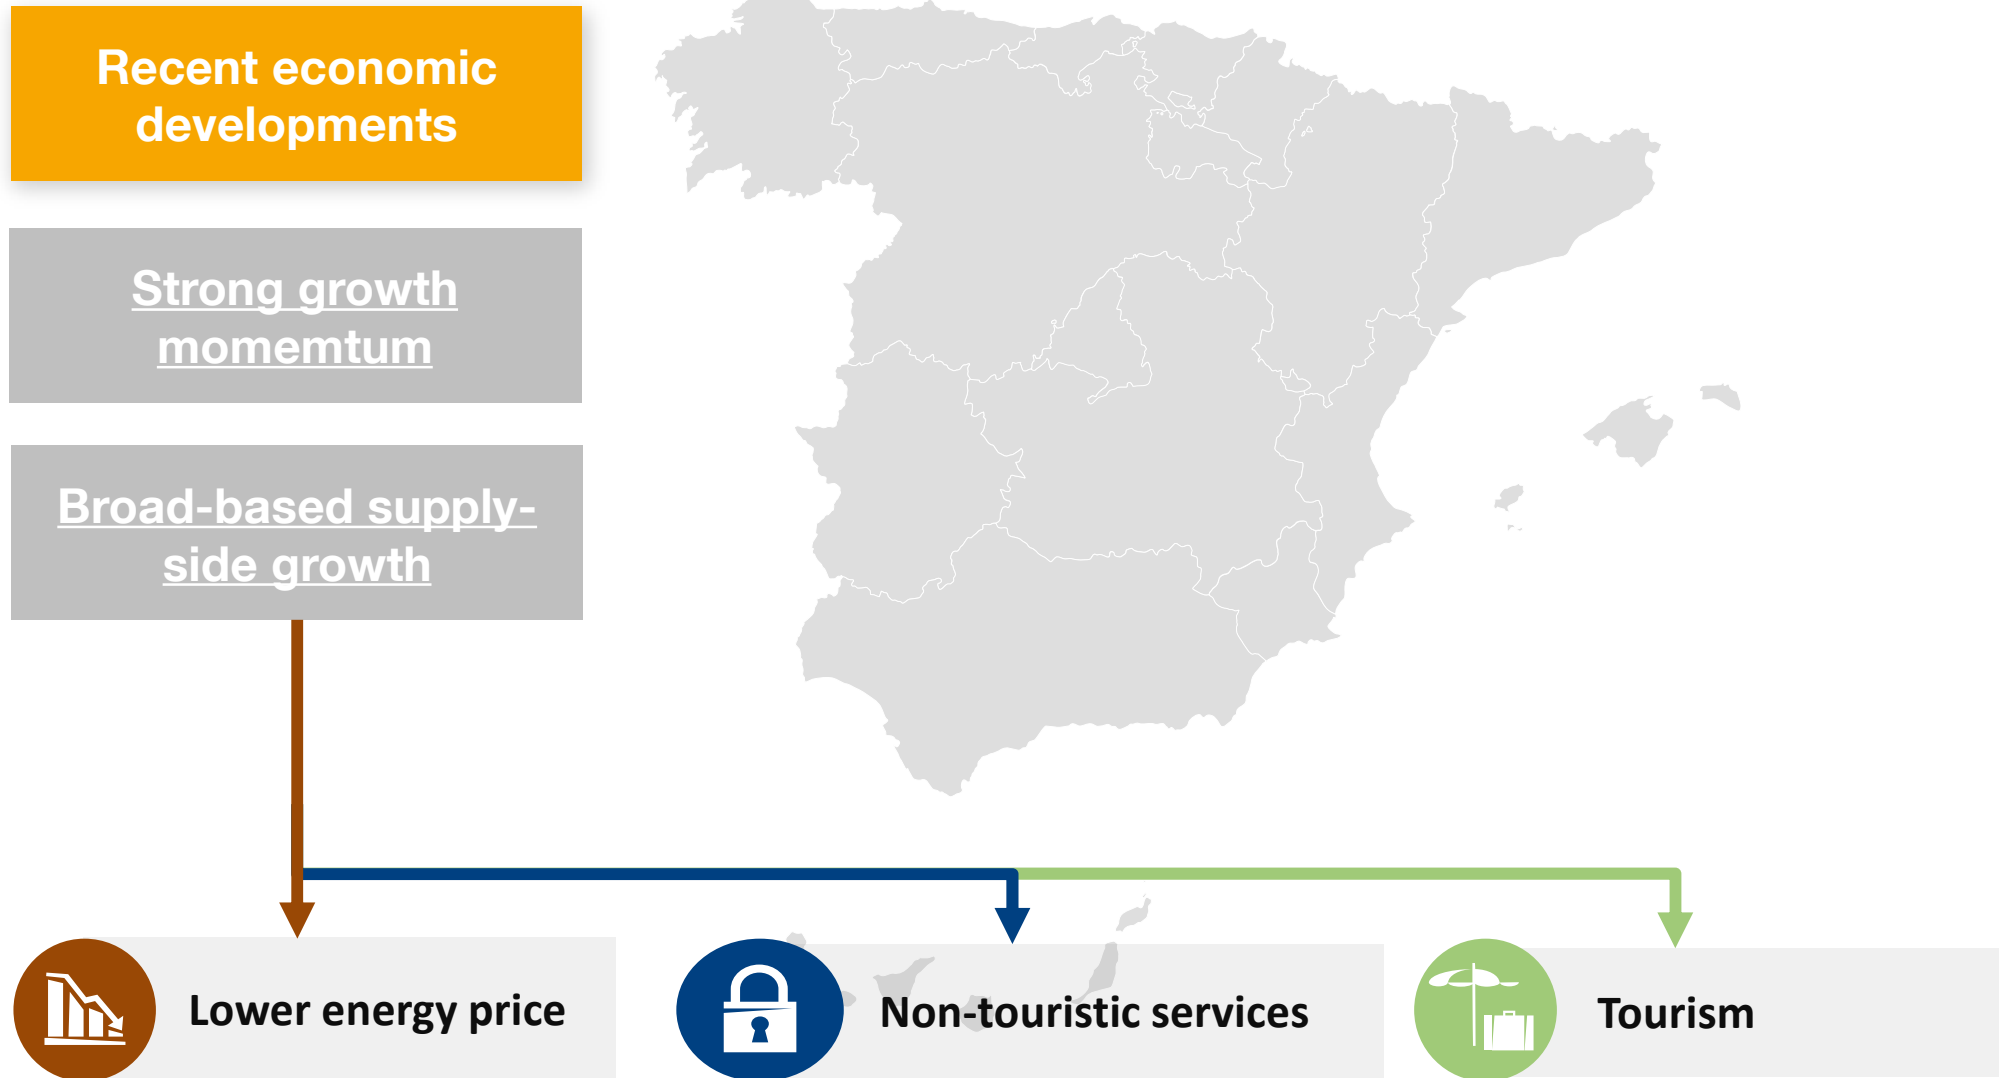 Recent economic
developments
Strong growth
momemtum
Broad-based supply-
side growth
Lower energy price
Non-touristic services
Tourism